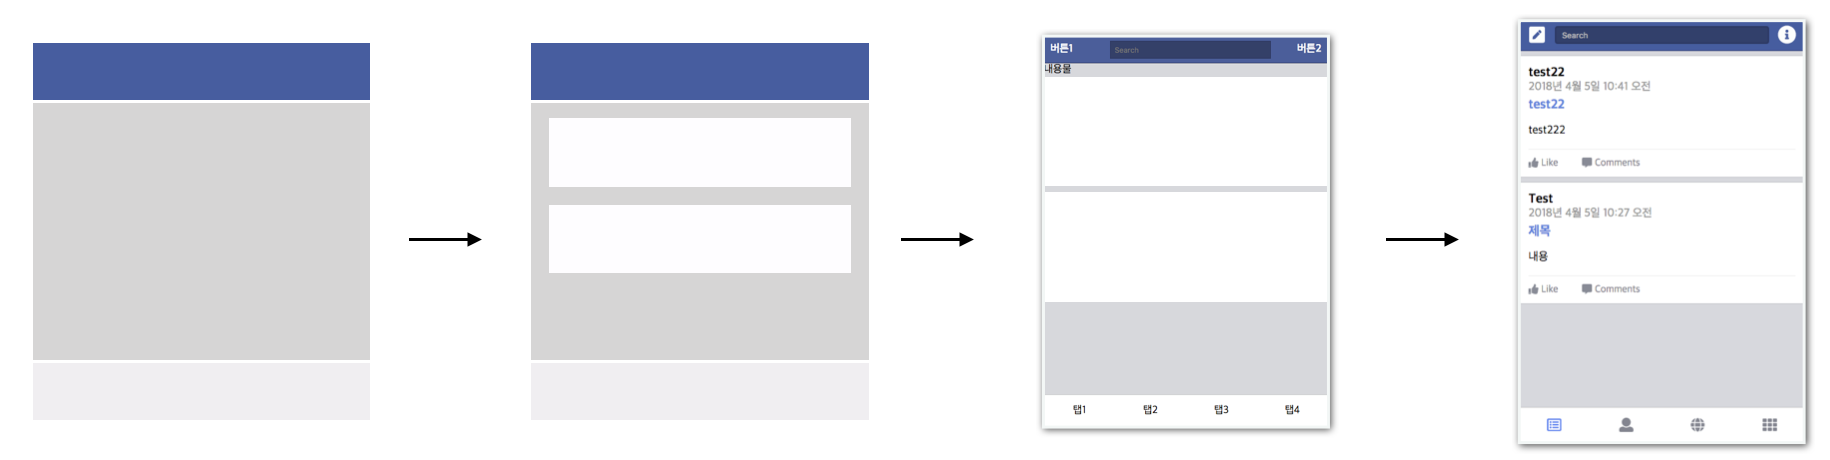 버튼1 Search 버튼2
내용물
탭1 탭2 탭3 탭4
Search
test22
2018년 4월 5일 10:41 오전
test22
test222
Like Comments
Test
2018년 4월 5일 10:27 오전
제목
내용
Like Comments